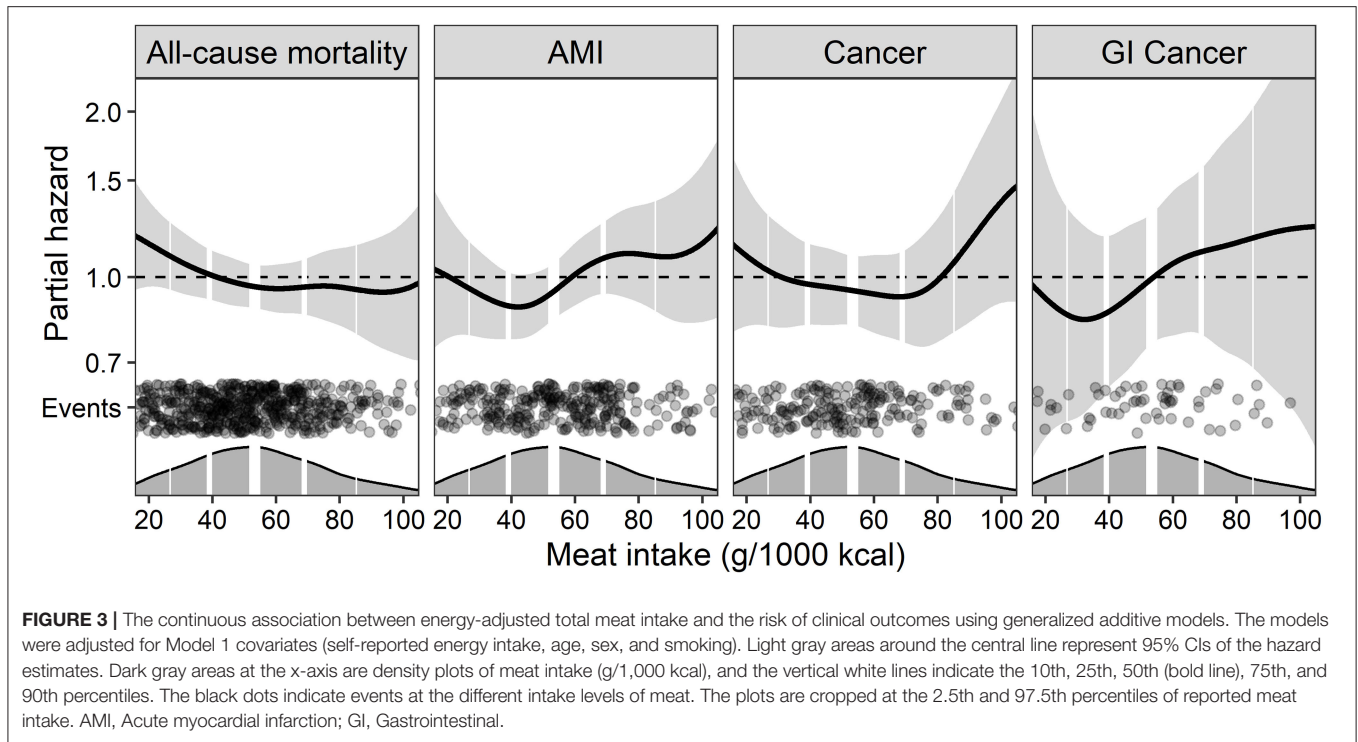 All-cause mortality AMI Cancer GI Cancer
2.0
1.5
1.0
0.7
Partial hazard
Events
20 40 60 80 100 20 40 60 80 100 20 40 60 80 100 20 40 60 80 100
Meat intake (g/1000 kcal)
FIGURE 3 | The continuous association between energy-adjusted total meat intake and the risk of clinical outcomes using generalized additive models. The models
were adjusted for Model 1 covariates (self-reported energy intake, age, sex, and smoking). Light gray areas around the central line represent 95% CIs of the hazard
estimates. Dark gray areas at the x-axis are density plots of meat intake (g/1,000 kcal), and the vertical white lines indicate the 10th, 25th, 50th (bold line), 75th, and
90th percentiles. The black dots indicate events at the different intake levels of meat. The plots are cropped at the 2.5th and 97.5th percentiles of reported meat
intake. AMI, Acute myocardial infarction; GI, Gastrointestinal.